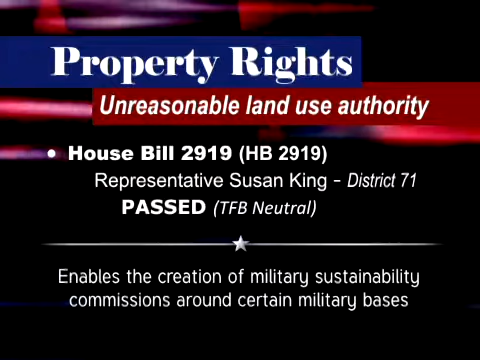 Property Rights
Unreasonable land use authority
• House Bill 2919 (HB 2919)
Representative Susan King - District 71
PASSED (TFB Neutral)
Enables the creation of military sustainability
commissions around certain military bases